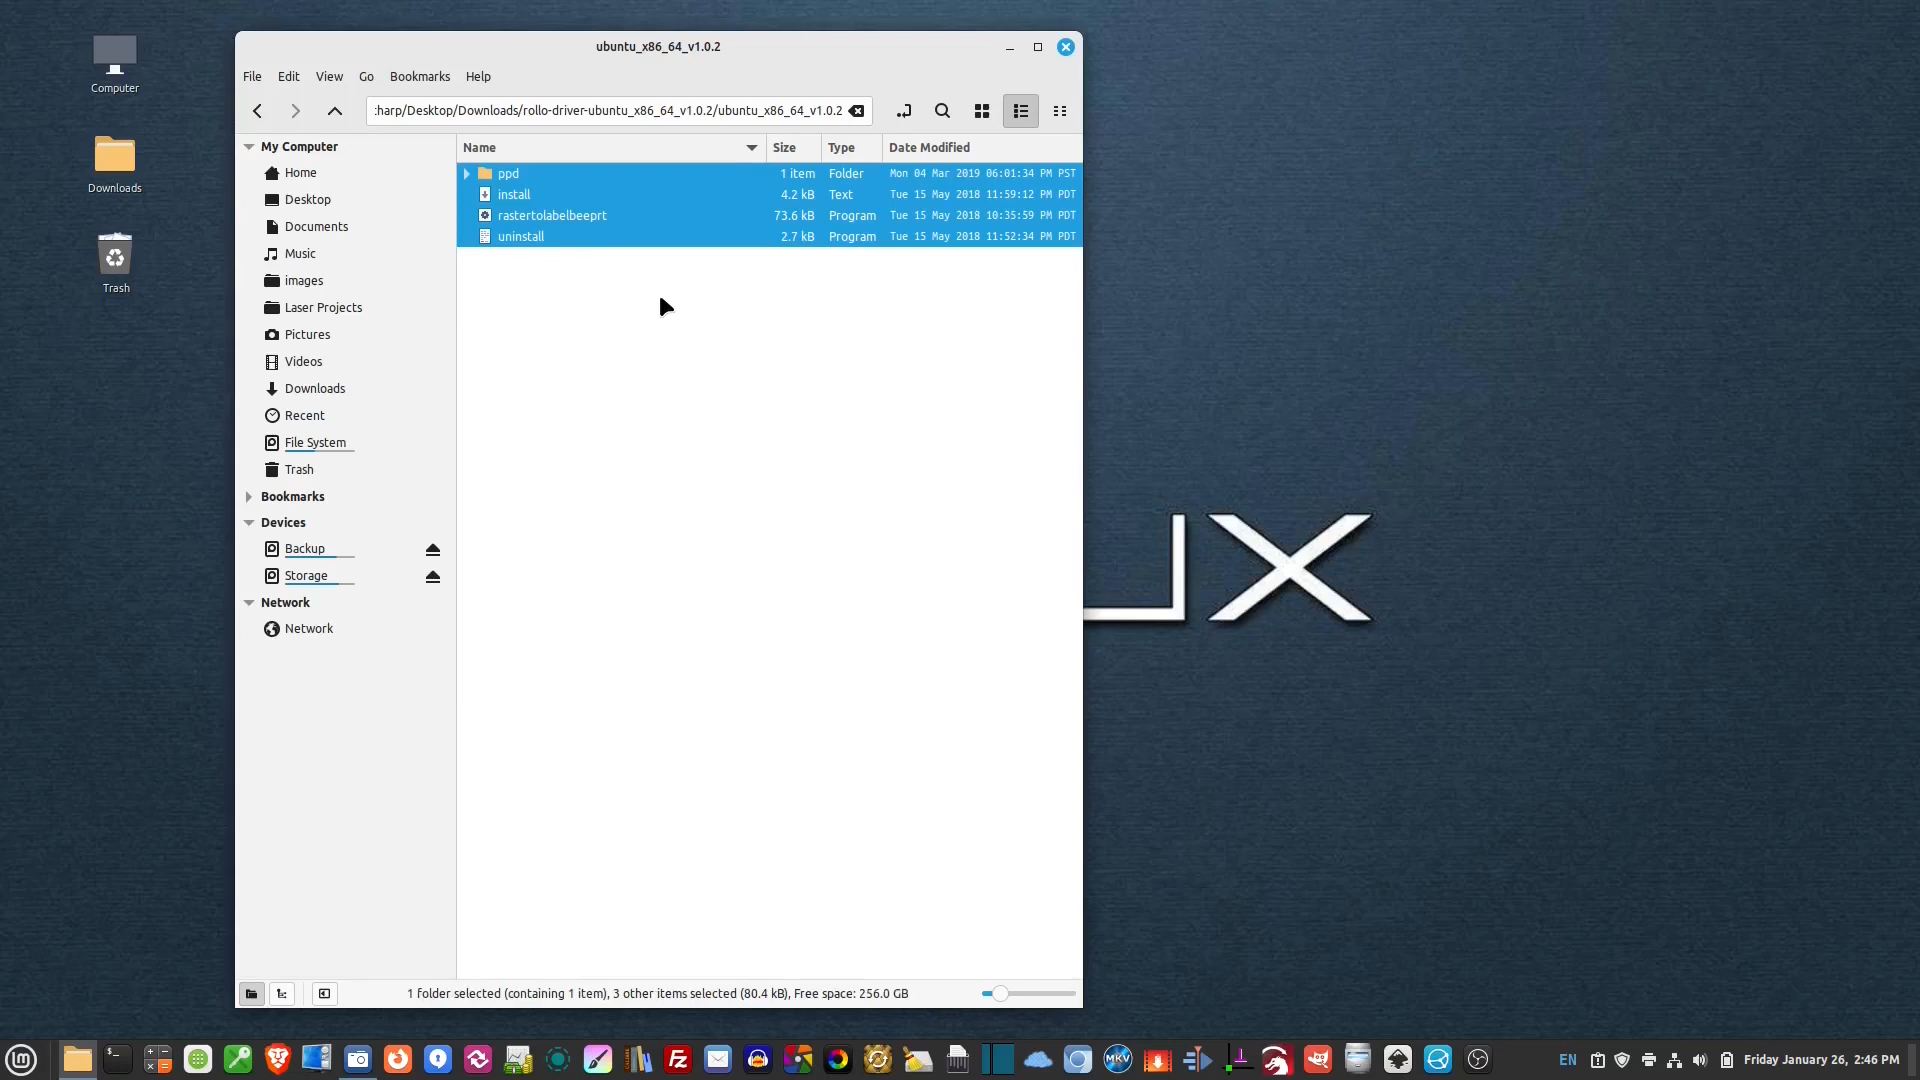 Computer
Downloads
Trash
ubuntu_x86_64_v1.0.2
File Edit View Go Bookmarks Help
:harp/Desktop/Downloads/rollo-driver-ubuntu_x86_64_v1.0.2/ubuntu_x86_64_v1.0.2
My Computer
Home
Desktop
Documents
Music
images
Laser Projects
Pictures
Videos
Downloads
Recent
File System
Trash
Bookmarks
Devices
Backup
Storage
Network
Network
Name Size Type Date Modified
ppd 1 item Folder Mon 04 Mar 2019 06:01:34 PM PST
install 4.2 kB Text Tue 15 May 2018 11:59:12 PM PDT
rastertolabelbeeprt 73.6 kB Program Tue 15 May 2018 10:35:59 PM PDT
uninstall 2.7 kB Program Tue 15 May 2018 11:52:34 PM PDT
1 folder selected (containing 1 item), 3 other items selected (80.4 kB), Free space: 256.0 GB
UX
lm
FZ
MKV
EN
Friday January 26, 2:46 PM